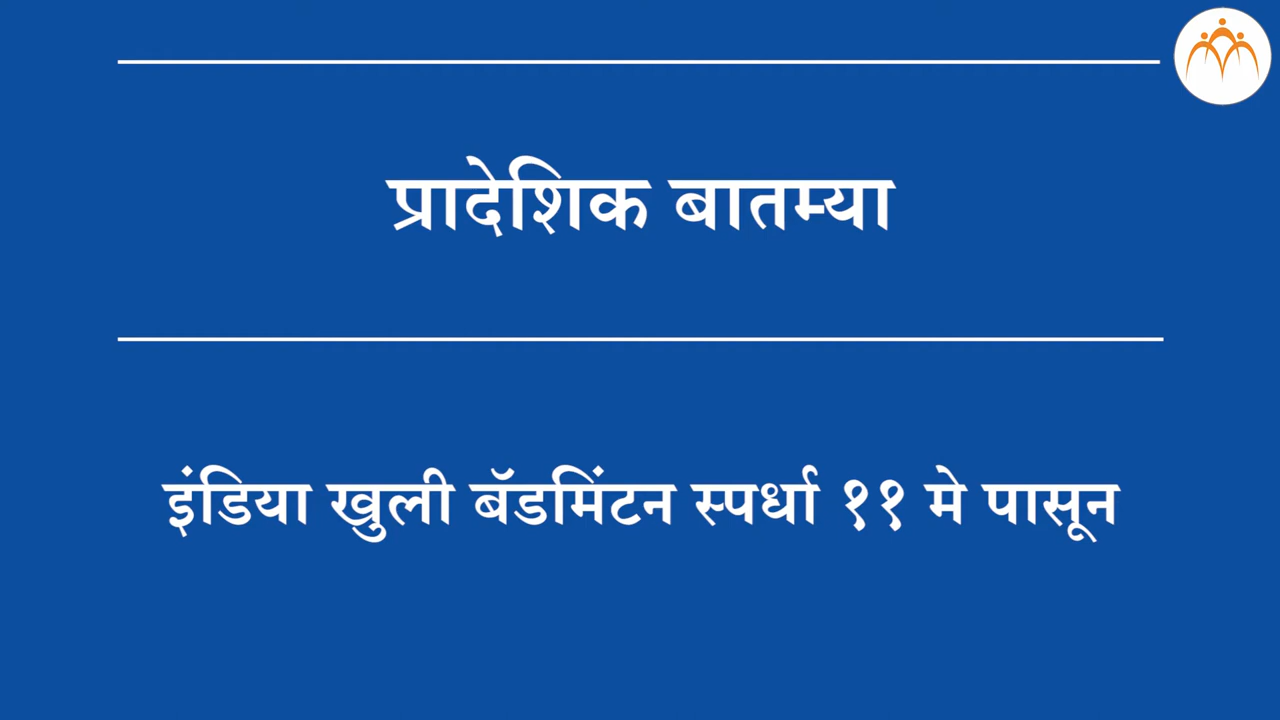 प्रादेशिक बातम्या
इंडिया खुली बॅडमिंटन स्पर्धा ११ मे पासून